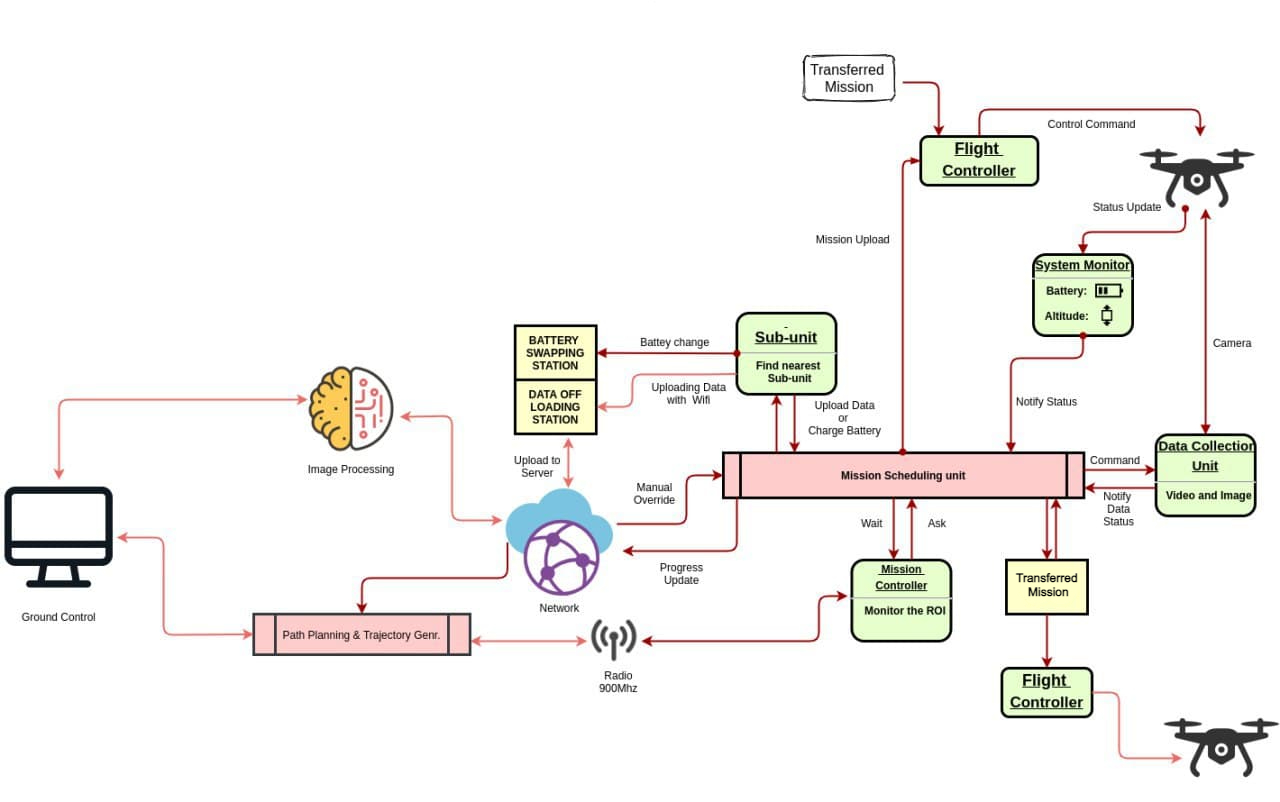 Transferred
Mission
Control Command
Flight
Controller
Status Update
Mission Upload
System Monitor
Battery:
Altitude:
Camera
-
Sub-unit
Find nearest
Sub-unit
Battey change
BATTERY
SWAPPING
STATION
DATA OFF
LOADING
STATION
Uploading Data
with Wifi
Upload Data
or
Charge Battery
Notify Status
Data Collection
Unit
Video and Image
Command
Notify
Data
Status
Mission Scheduling unit
Image Processing
Upload to
Server
Manual
Override
Wait
Ask
Progress
Update
Mission
Controller
Monitor the ROI
Transferred
Mission
Network
Ground Control
Path Planning & Trajectory Genr.
Radio
900Mhz
Flight
Controller